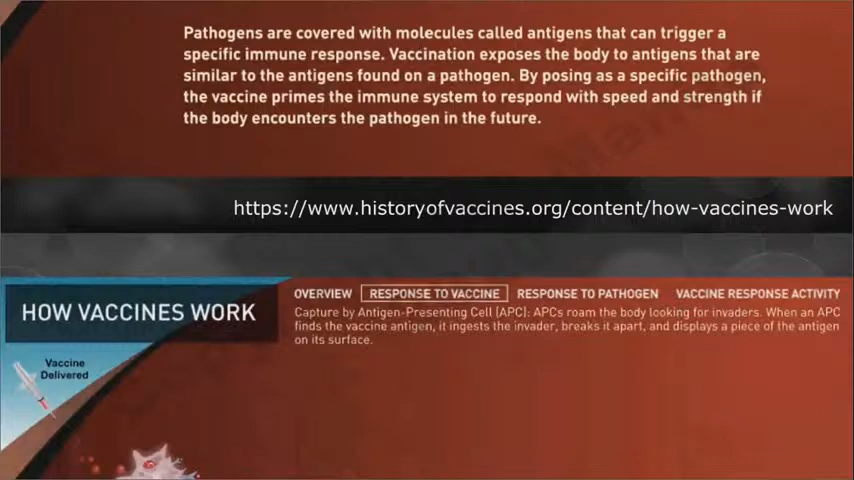 Pathogens are covered with molecules called antigens that can trigger a
specific immune response. Vaccination exposes the body to antigens that are
similar to the antigens found on a pathogen. By posing as a specific pathogen,
the vaccine primes the immune system to respond with speed and strength if
the body encounters the pathogen in the future.
https://www.historyofvaccines.org/content/how-vaccines-work
HOW VACCINES WORK
OVERVIEW RESPONSE TO VACCINE RESPONSE TO PATHOGEN VACCINE RESPONSE ACTIVITY
Capture by Antigen-Presenting Cell (APC): APCs roam the body looking for invaders. When an APC
finds the vaccine antigen, it ingests the invader, breaks it apart, and displays a piece of the antigen
on its surface.
Vaccine
Delivered